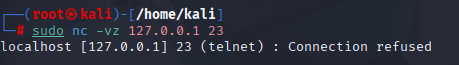 ┌──(root㉿kali)-[/home/kali]
└─# sudo nc -vz 127.0.0.1 23
localhost [127.0.0.1] 23 (telnet) : Connection refused